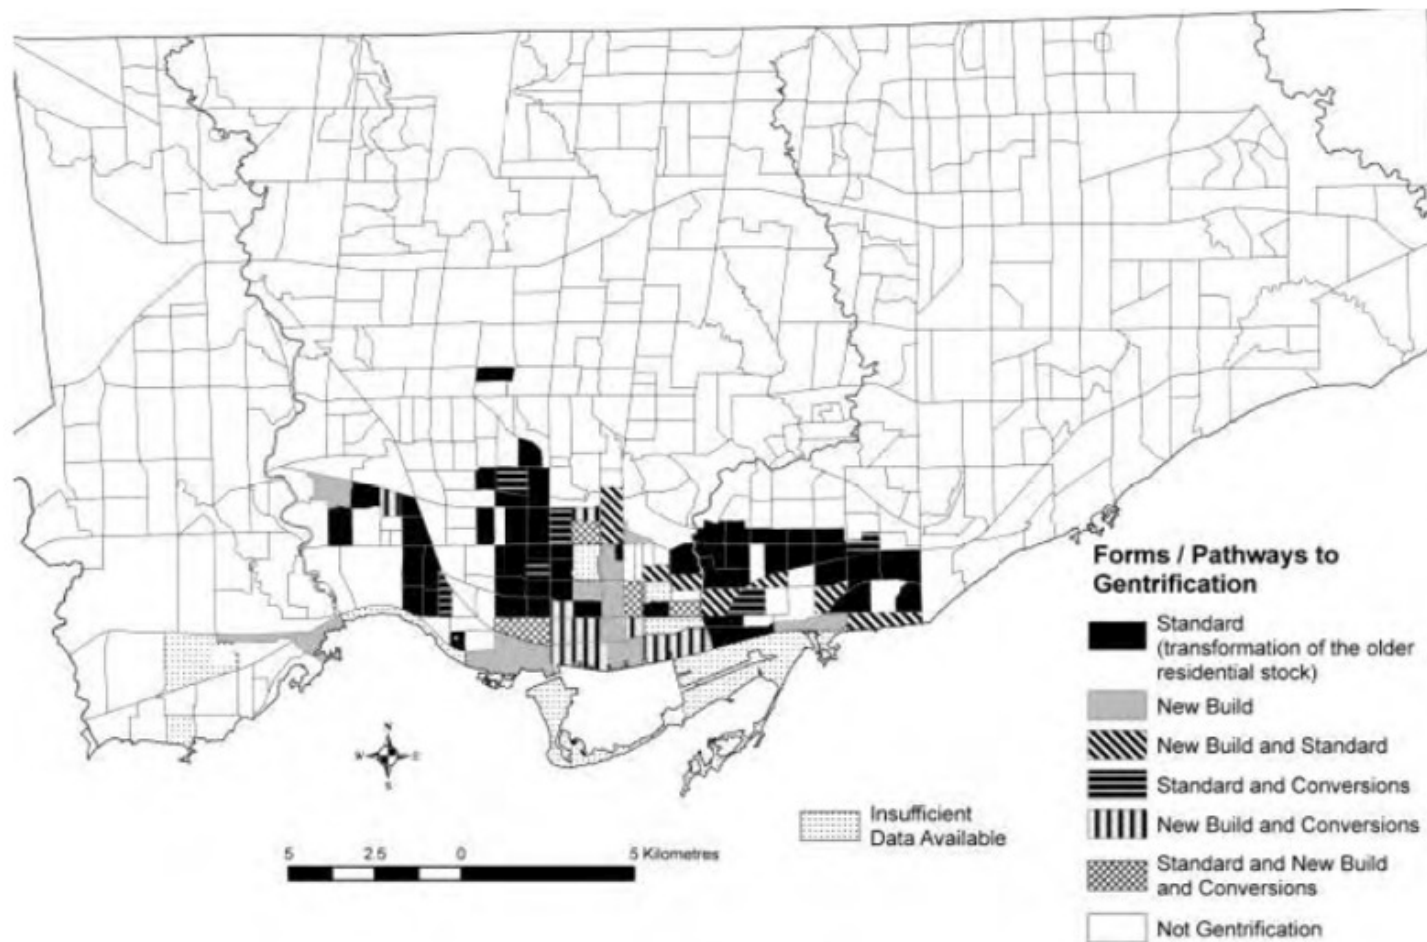 Forms / Pathways to
Gentrification
Standard
(transformation of the older
residential stock)
New Build
New Build and Standard
Standard and Conversions
New Build and Conversions
Standard and New Build
and Conversions
Not Gentrification
Insufficient
Data Available
N
W
E
S
5
2.5
0
5 Kilometres